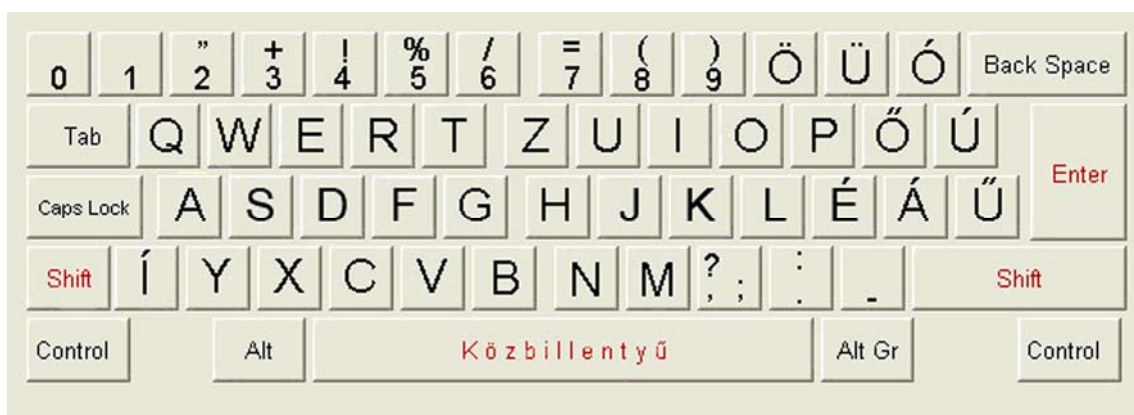 0 1 ” 2 + 3 ! 4 % 5 / 6 = 7 ( 8 ) 9 Ö Ü Ó Back Space
Tab Q W E R T Z U I O P Ő Ú Enter
Caps Lock A S D F G H J K L É Á Ű
Shift Í Y X C V B N M ? , ; : . - Shift
Control Alt Közbillentyű Alt Gr Control